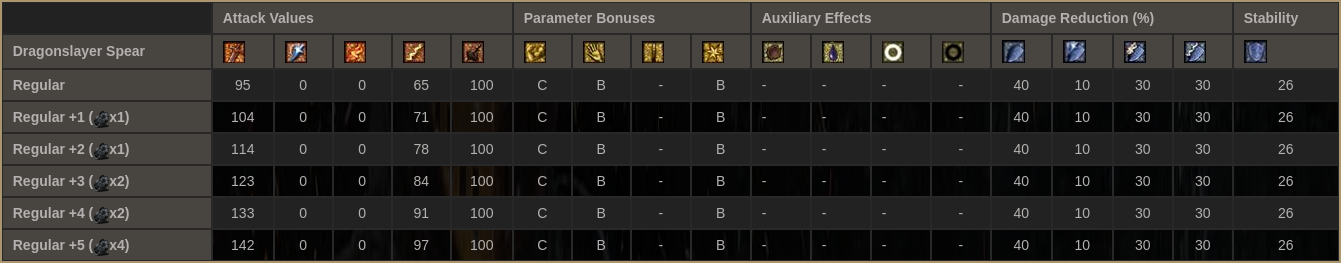 Attack Values Parameter Bonuses Auxiliary Effects Damage Reduction (%) Stability
Dragonslayer Spear
Regular 95 0 0 65 100 C B - B - - - - 40 10 30 30 26
Regular +1 (x1) 104 0 0 71 100 C B - B - - - - 40 10 30 30 26
Regular +2 (x1) 114 0 0 78 100 C B - B - - - - 40 10 30 30 26
Regular +3 (x2) 123 0 0 84 100 C B - B - - - - 40 10 30 30 26
Regular +4 (x2) 133 0 0 91 100 C B - B - - - - 40 10 30 30 26
Regular +5 (x4) 142 0 0 97 100 C B - B - - - - 40 10 30 30 26